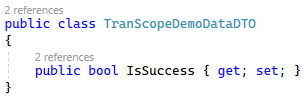 2 references
public class TranScopeDemoDataDTO
{
2 references
public bool IsSuccess { get; set; }
}